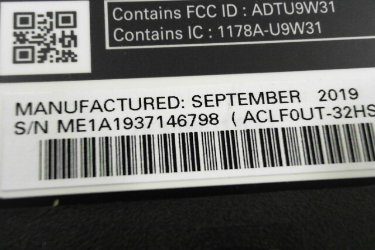 Contains FCC ID : ADTU9W31
Contains IC : 1178A-U9W31
MANUFACTURED: SEPTEMBER 2019
S/N ME1A1937146798 ( ACLF0UT-32HS